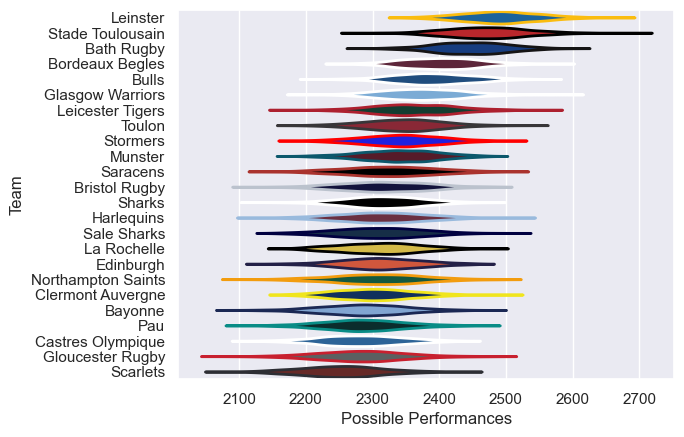 Leinster
Stade Toulousain
Bath Rugby
Bordeaux Begles
Bulls
Glasgow Warriors
Leicester Tigers
Toulon
Stormers
Munster
Saracens
Bristol Rugby
Sharks
Harlequins
Sale Sharks
La Rochelle
Edinburgh
Northampton Saints
Clermont Auvergne
Bayonne
Pau
Castres Olympique
Gloucester Rugby
Scarlets
Team
2100 2200 2300 2400 2500 2600 2700
Possible Performances